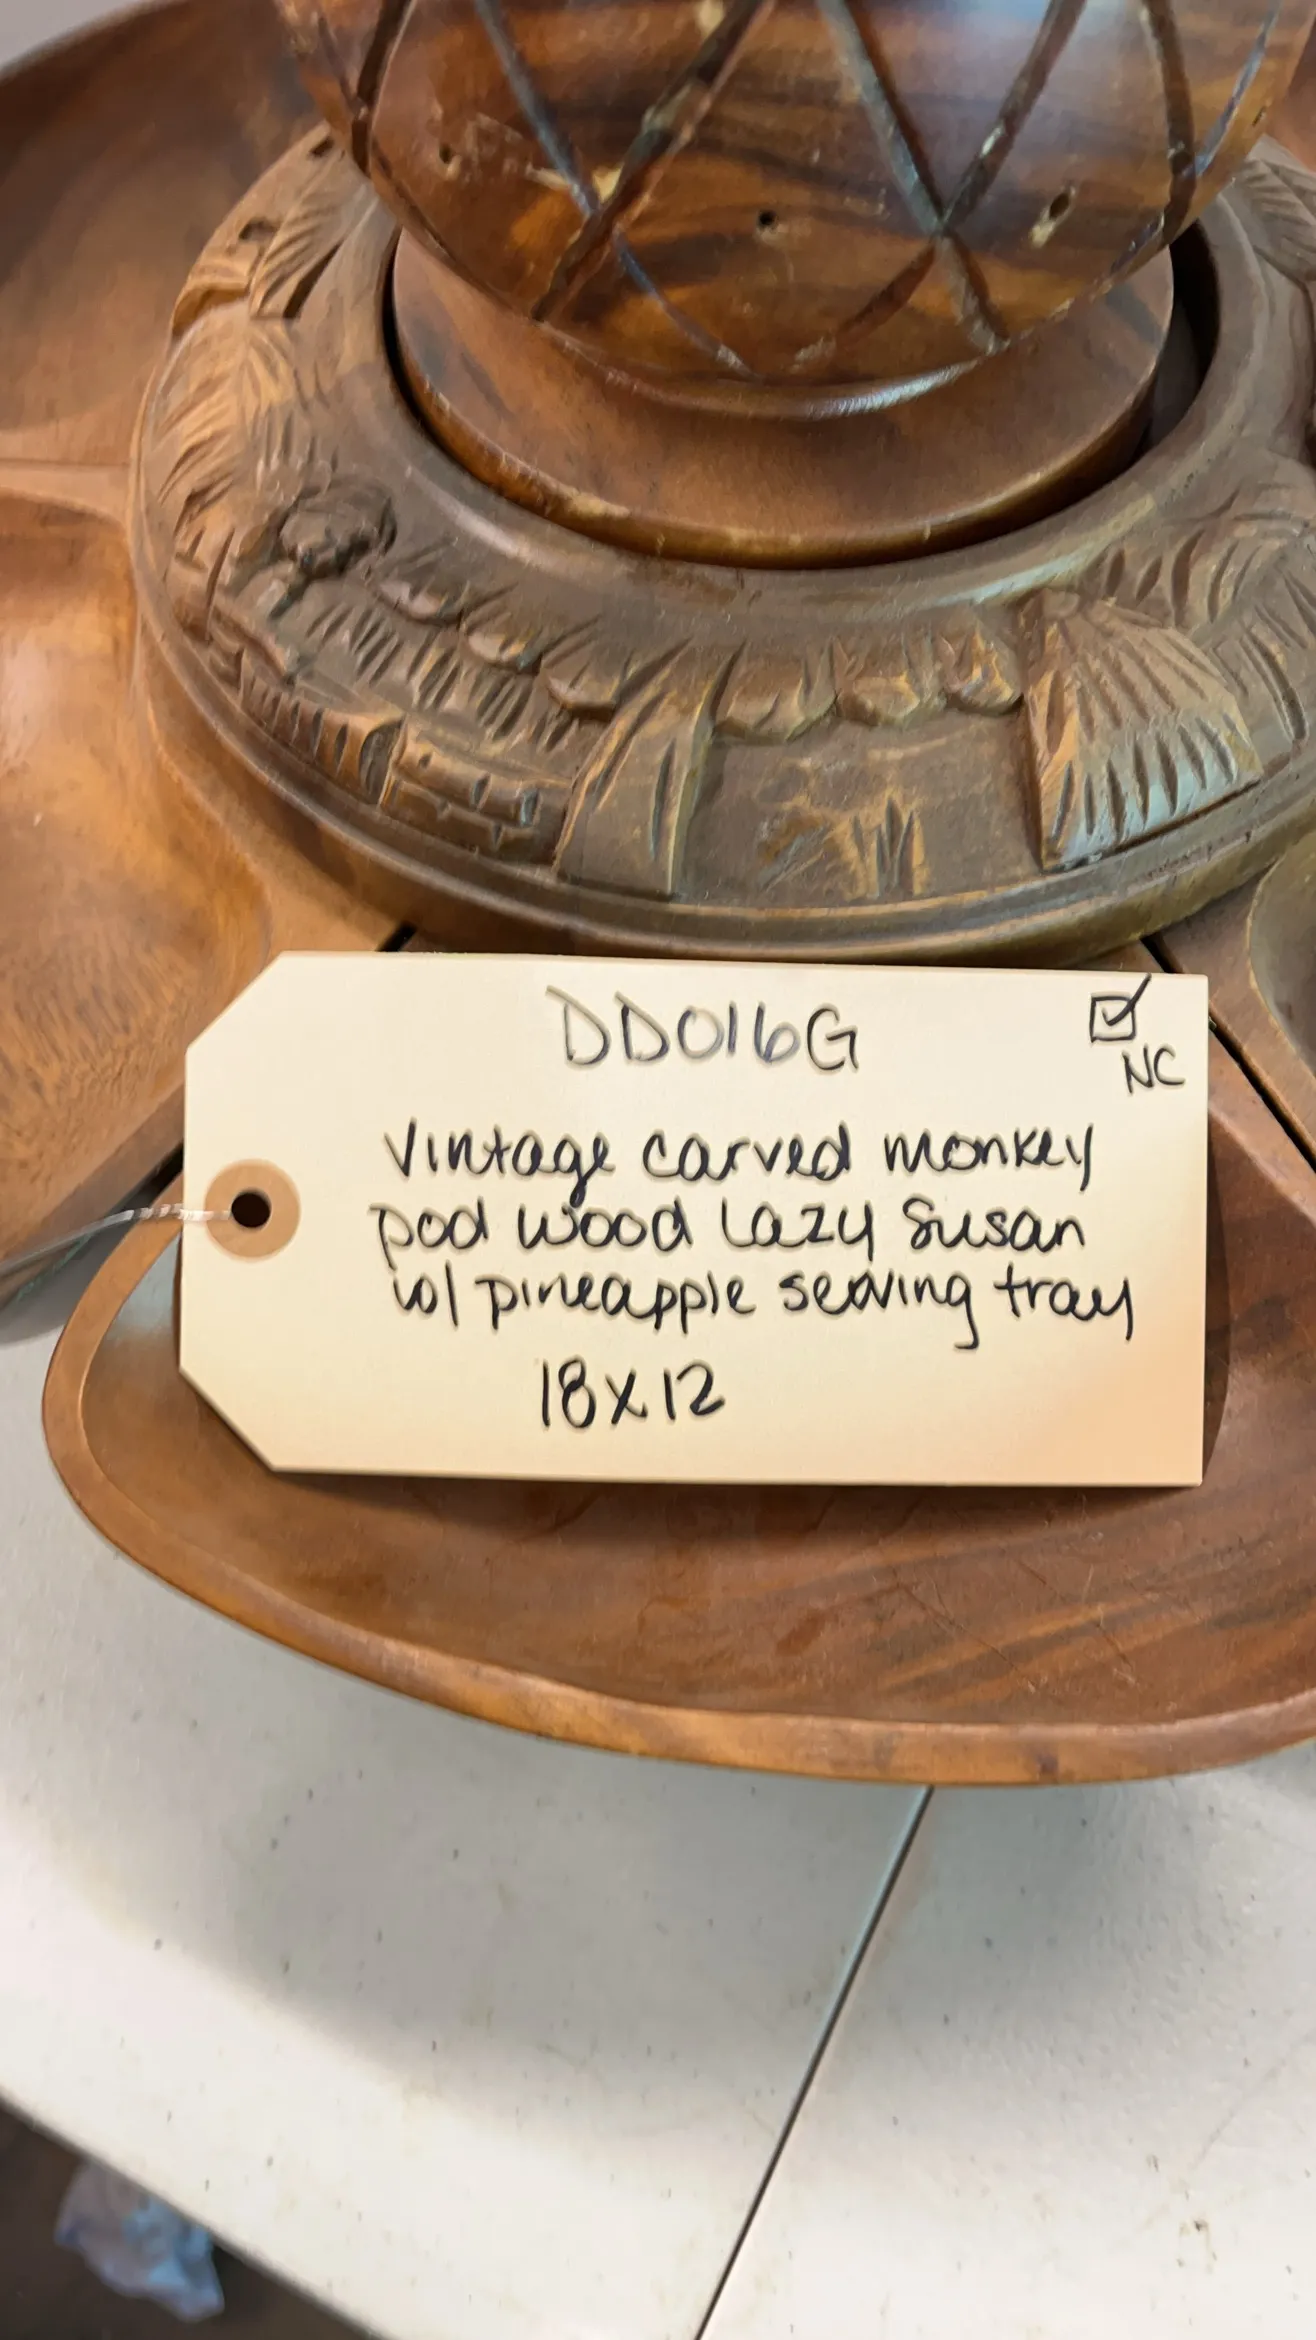 DD016G
NC
Vintage carved monkey
pod wood Lazy Susan
w/ pineapple serving tray
18x12